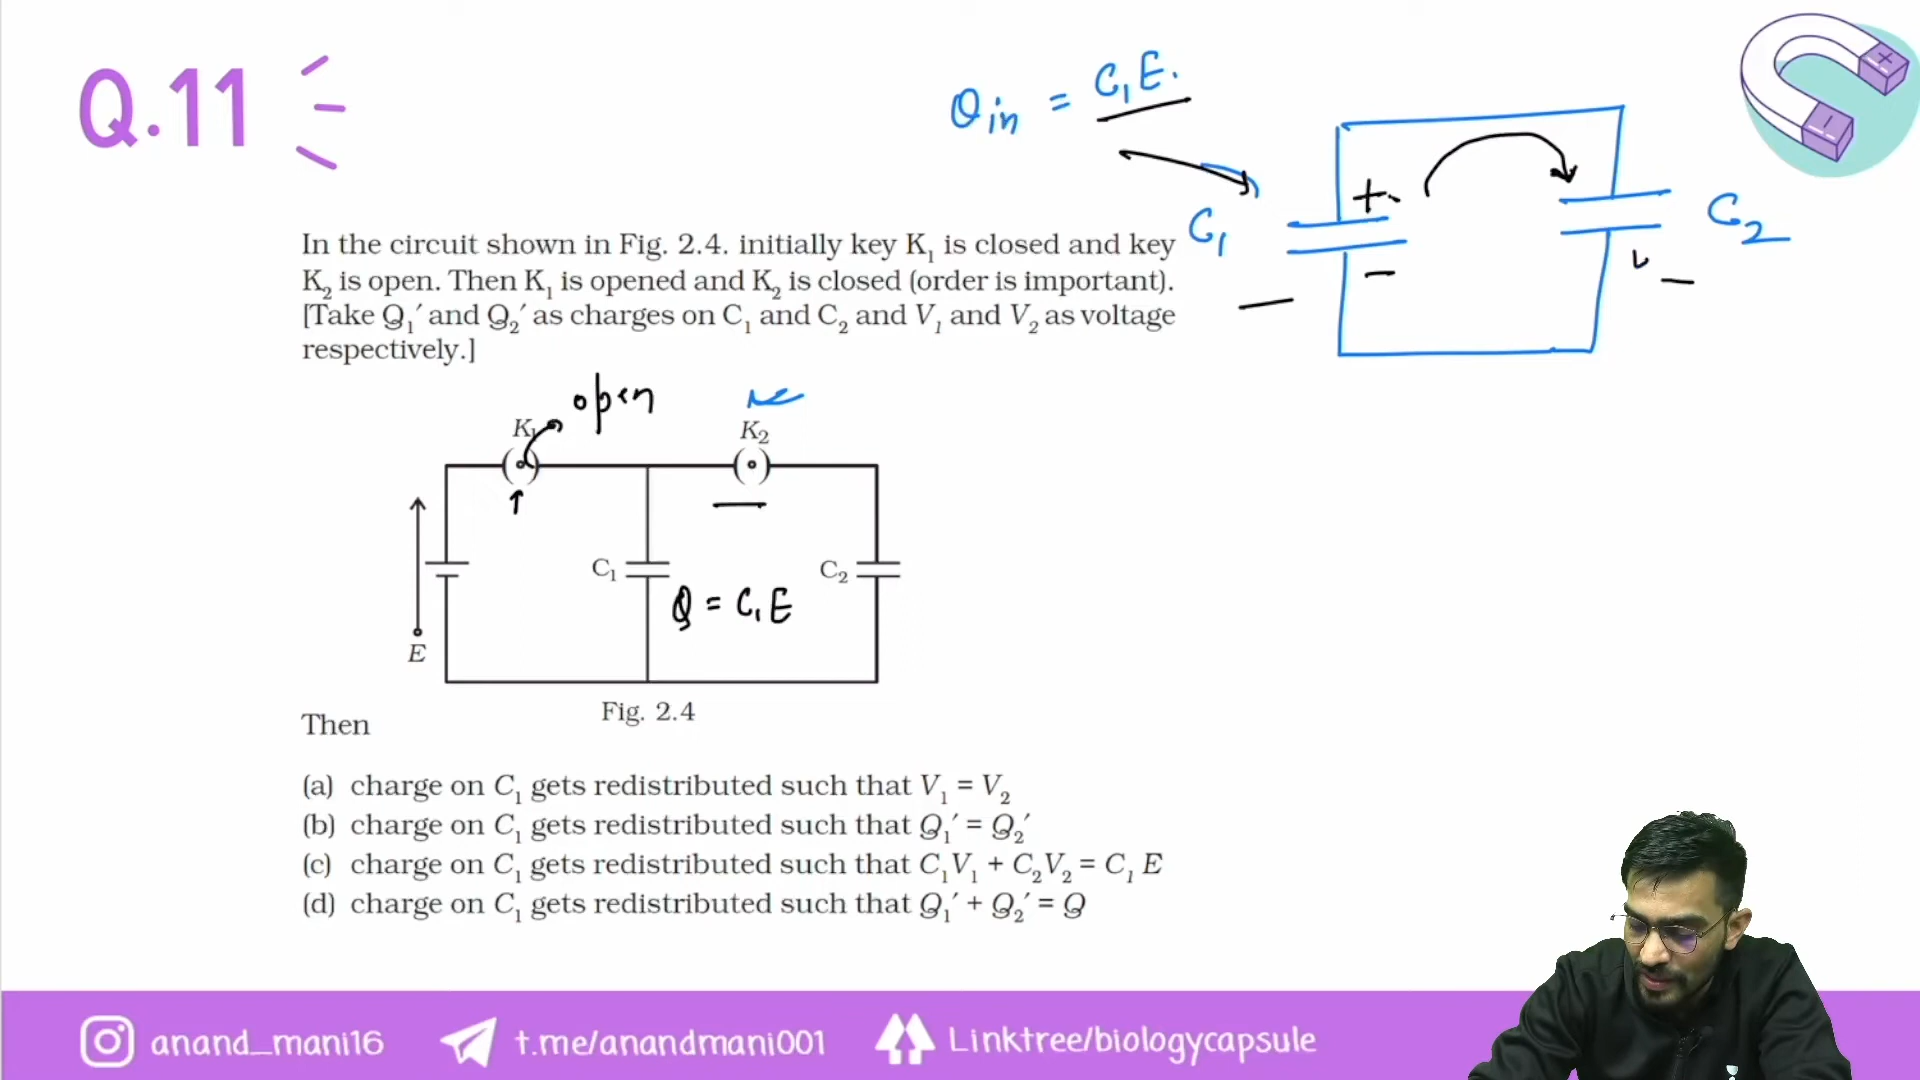 Q.11
Qin = C₁E.
C₁
+
−
C₂
−
In the circuit shown in Fig. 2.4. initially key K₁ is closed and key
K₂ is open. Then K₁ is opened and K₂ is closed (order is important).
[Take Q₁′ and Q₂′ as charges on C₁ and C₂ and V₁ and V₂ as voltage
respectively.]
open
K₁
K₂
C₁
C₂
Q = C₁E
E
Fig. 2.4
Then
(a) charge on C₁ gets redistributed such that V₁ = V₂
(b) charge on C₁ gets redistributed such that Q₁′ = Q₂′
(c) charge on C₁ gets redistributed such that C₁V₁ + C₂V₂ = C₁ E
(d) charge on C₁ gets redistributed such that Q₁′ + Q₂′ = Q
anand_mani16
t.me/anandmani001
Linktree/biologycapsule